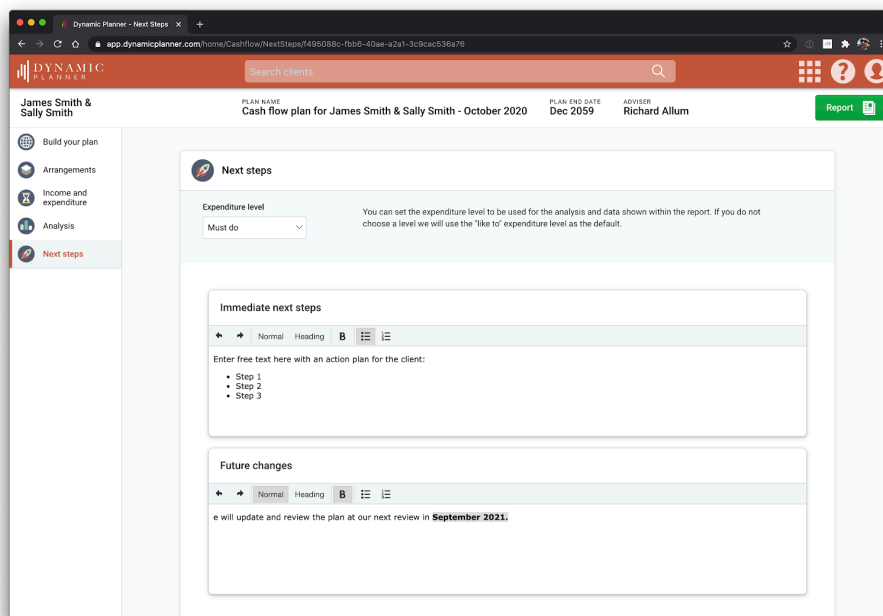 Dynamic Planner - Next Steps
app.dynamicplanner.com/home/Cashflow/NextSteps/f495088c-fbb6-40ae-a2a1-3c9cac536a76
DYNAMIC
PLANNER
Search clients
James Smith &
Sally Smith
PLAN NAME
Cash flow plan for James Smith & Sally Smith - October 2020
PLAN END DATE
Dec 2059
ADVISER
Richard Allum
Report
Build your plan
Arrangements
Income and
expenditure
Analysis
Next steps
Next steps
Expenditure level
Must do
You can set the expenditure level to be used for the analysis and data shown within the report. If you do not
choose a level we will use the "like to" expenditure level as the default.
Immediate next steps
Normal Heading B
Enter free text here with an action plan for the client:
• Step 1
• Step 2
• Step 3
Future changes
Normal Heading B
e will update and review the plan at our next review in September 2021.